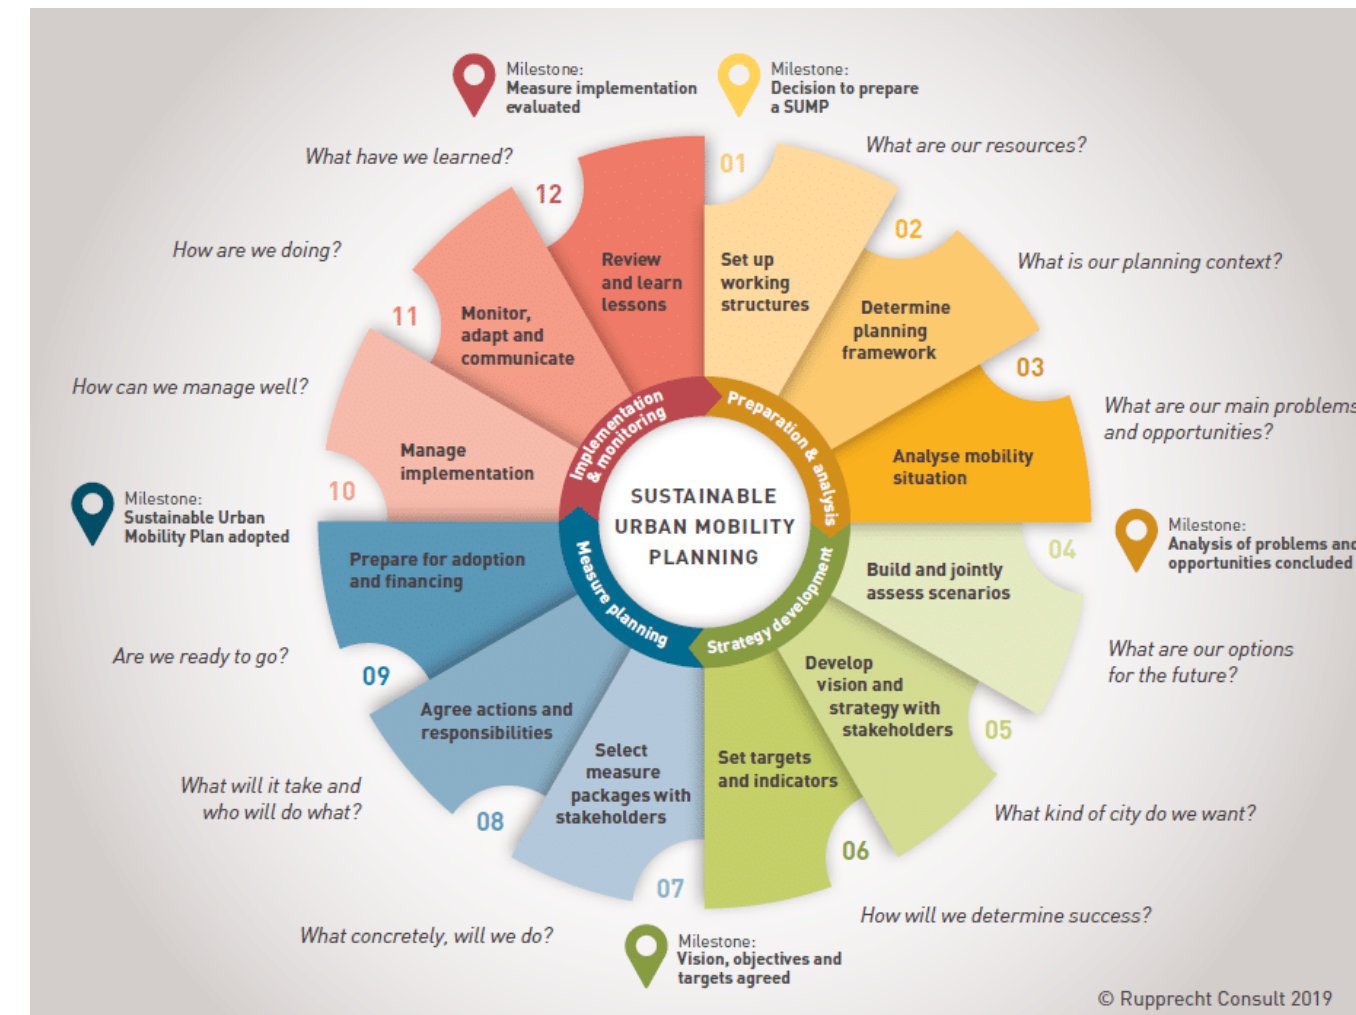 Milestone:
Measure implementation
evaluated
Milestone:
Decision to prepare
a SUMP
What are our resources?
What have we learned?
01
12
02
How are we doing?
What is our planning context?
Review
and learn
lessons
Set up
working
structures
11
Monitor,
adapt and
communicate
Determine
planning
framework
03
How can we manage well?
What are our main problems
and opportunities?
Implementation
& monitoring
Preparation & analysis
Manage
implementation
Analyse mobility
situation
10
Milestone:
Sustainable Urban
Mobility Plan adopted
SUSTAINABLE
URBAN MOBILITY
PLANNING
Milestone:
Analysis of problems and
opportunities concluded
04
Prepare for adoption
and financing
Build and jointly
assess scenarios
Measure planning
Strategy development
Are we ready to go?
What are our options
for the future?
09
Develop
vision and
strategy with
stakeholders
Agree actions and
responsibilities
05
Select
measure
packages with
stakeholders
Set targets
and indicators
What will it take and
who will do what?
What kind of city do we want?
08
06
07
How will we determine success?
What concretely, will we do?
Milestone:
Vision, objectives and
targets agreed
© Rupprecht Consult 2019